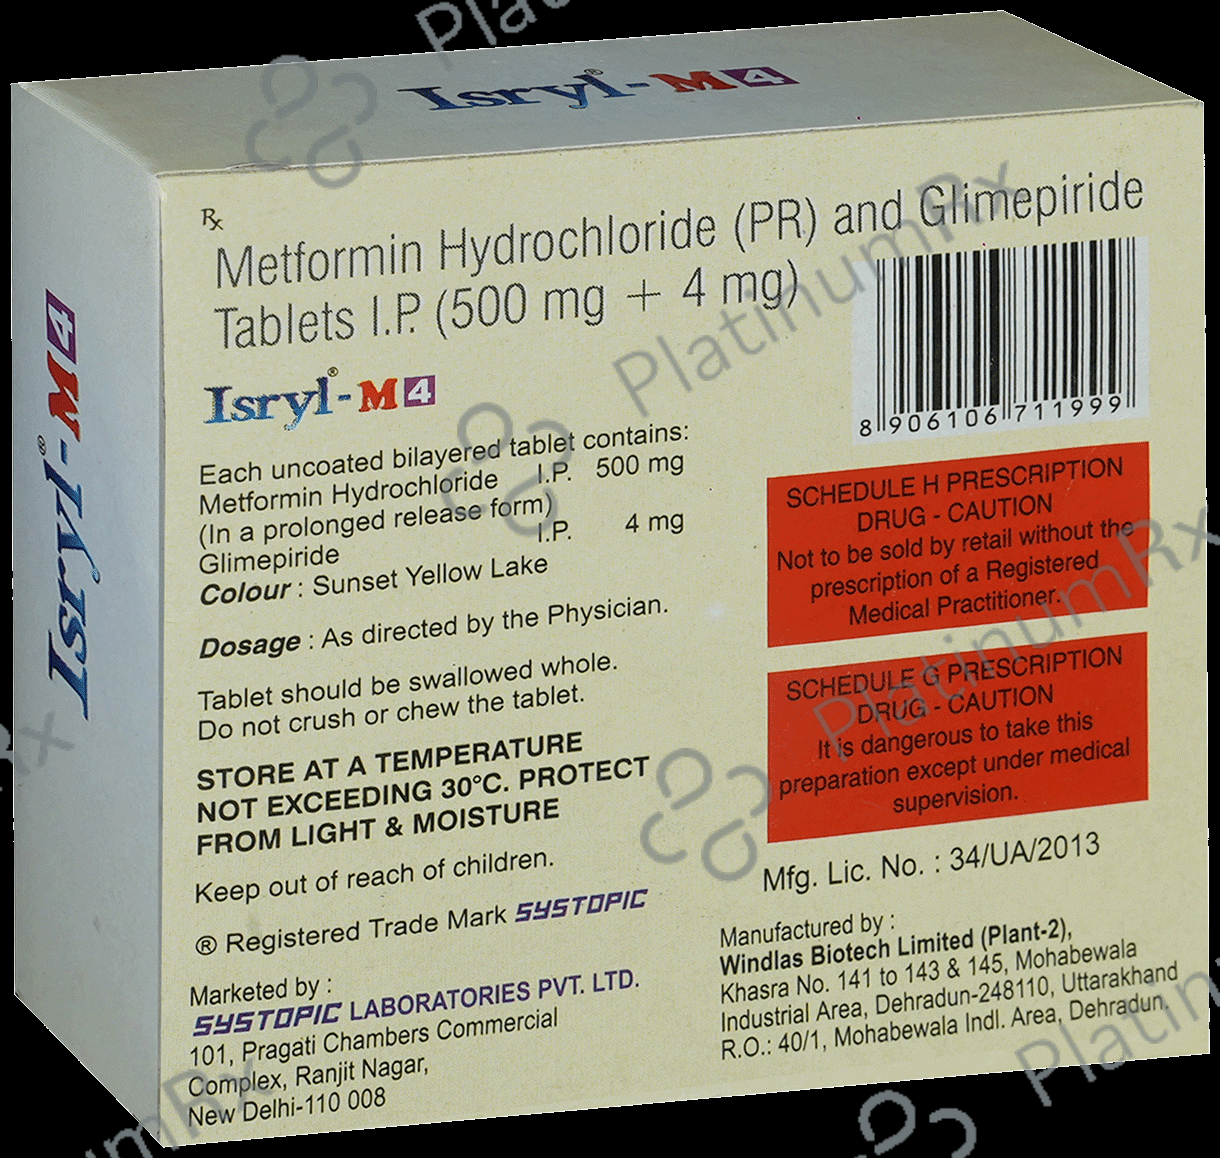 Isryl®-M4
Isryl®-M4
Rx
Metformin Hydrochloride (PR) and Glimepiride
Tablets I.P. (500 mg + 4 mg)
Isryl®-M4
Each uncoated bilayered tablet contains:
Metformin Hydrochloride I.P. 500 mg
(In a prolonged release form)
Glimepiride I.P. 4 mg
Colour : Sunset Yellow Lake
Dosage : As directed by the Physician.
Tablet should be swallowed whole.
Do not crush or chew the tablet.
STORE AT A TEMPERATURE
NOT EXCEEDING 30°C. PROTECT
FROM LIGHT & MOISTURE
Keep out of reach of children.
® Registered Trade Mark SYSTOPIC
Marketed by :
SYSTOPIC LABORATORIES PVT. LTD.
101, Pragati Chambers Commercial
Complex, Ranjit Nagar,
New Delhi-110 008
8 906106 711999
SCHEDULE H PRESCRIPTION
DRUG - CAUTION
Not to be sold by retail without the
prescription of a Registered
Medical Practitioner.
SCHEDULE G PRESCRIPTION
DRUG - CAUTION
It is dangerous to take this
preparation except under medical
supervision.
Mfg. Lic. No. : 34/UA/2013
Manufactured by :
Windlas Biotech Limited (Plant-2),
Khasra No. 141 to 143 & 145, Mohabewala
Industrial Area, Dehradun-248110, Uttarakhand
R.O.: 40/1, Mohabewala Indl. Area, Dehradun.
PlatinumRx
PlatinumRx
PlatinumRx